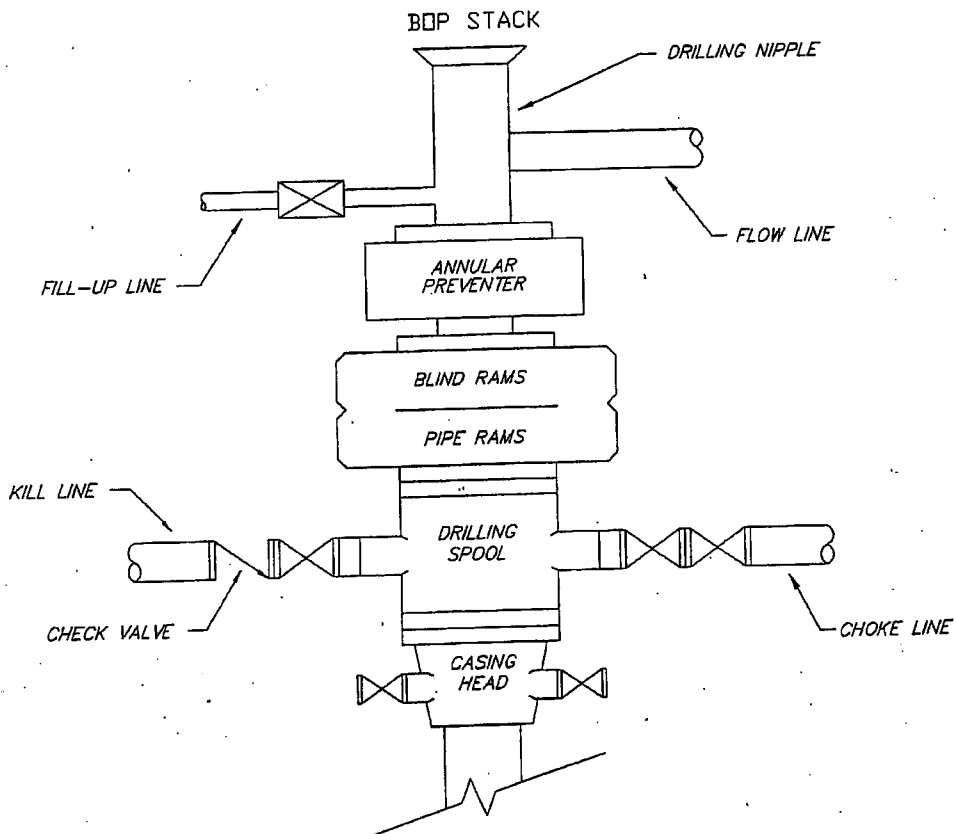 BOP STACK
DRILLING NIPPLE
FLOW LINE
FILL-UP LINE
ANNULAR
PREVENTER
BLIND RAMS
PIPE RAMS
KILL LINE
DRILLING
SPOOL
CHECK VALVE
CHOKE LINE
CASING
HEAD